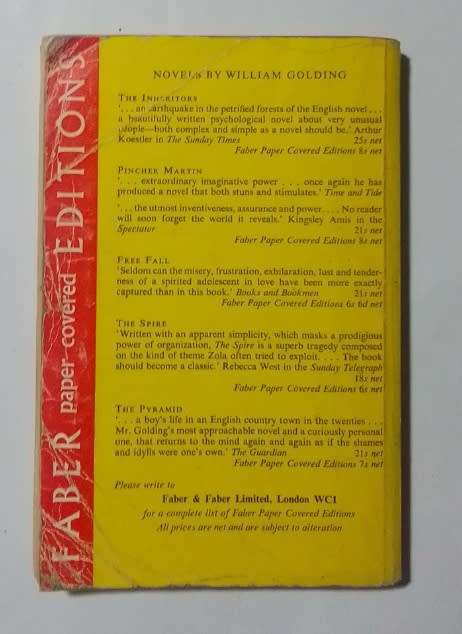 FABER paper covered EDITIONS
NOVELS BY WILLIAM GOLDING
THE INHERITORS
'. . . an earthquake in the petrified forests of the English novel . . .
a beautifully written psychological novel about very unusual
people—both complex and simple as a novel should be.' Arthur
Koestler in The Sunday Times 25s net
Faber Paper Covered Editions 8s net
PINCHER MARTIN
'. . . extraordinary imaginative power . . . once again he has
produced a novel that both stuns and stimulates.' Time and Tide
'. . . the utmost inventiveness, assurance and power. . . . No reader
will soon forget the world it reveals.' Kingsley Amis in the
Spectator 21s net
Faber Paper Covered Editions 8s net
FREE FALL
'Seldom can the misery, frustration, exhilaration, lust and tender-
ness of a spirited adolescent in love have been more exactly
captured than in this book.' Books and Bookmen 21s net
Faber Paper Covered Editions 6s 6d net
THE SPIRE
'Written with an apparent simplicity, which masks a prodigious
power of organization, The Spire is a superb tragedy composed
on the kind of theme Zola often tried to exploit. . . . The book
should become a classic.' Rebecca West in the Sunday Telegraph
18s net
Faber Paper Covered Editions 6s net
THE PYRAMID
'. . . a boy's life in an English country town in the twenties . . .
Mr. Golding's most approachable novel and a curiously personal
one, that returns to the mind again and again as if the shames
and idylls were one's own.' The Guardian 21s net
Faber Paper Covered Editions 7s net
Please write to
Faber & Faber Limited, London WC1
for a complete list of Faber Paper Covered Editions
All prices are net and are subject to alteration